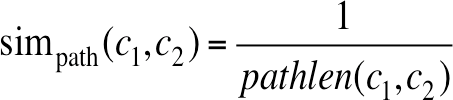 sim_path(c_1,c_2) = 1 / pathlen(c_1,c_2)